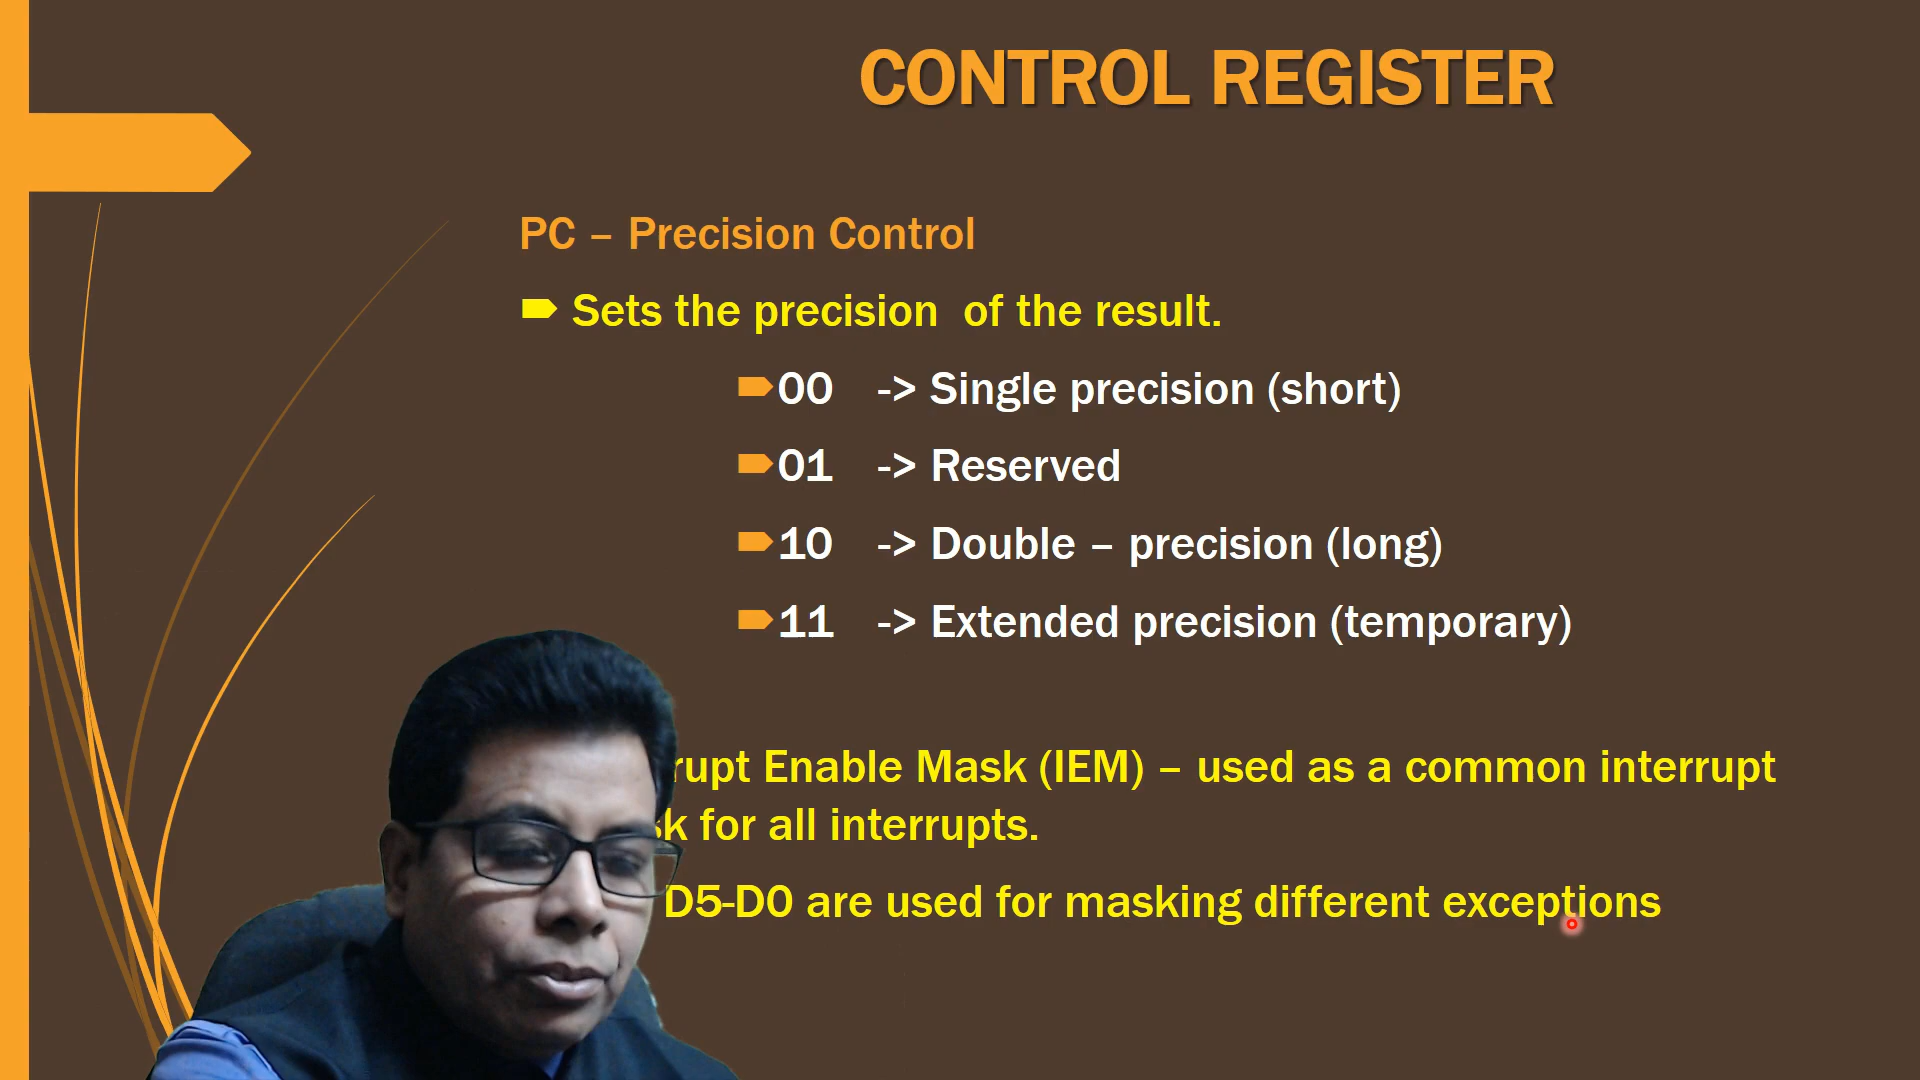 CONTROL REGISTER
PC – Precision Control
Sets the precision of the result.
00 -> Single precision (short)
01 -> Reserved
10 -> Double – precision (long)
11 -> Extended precision (temporary)
Enable Mask (IEM) – used as a common interrupt
for all interrupts.
D5-D0 are used for masking different exceptions